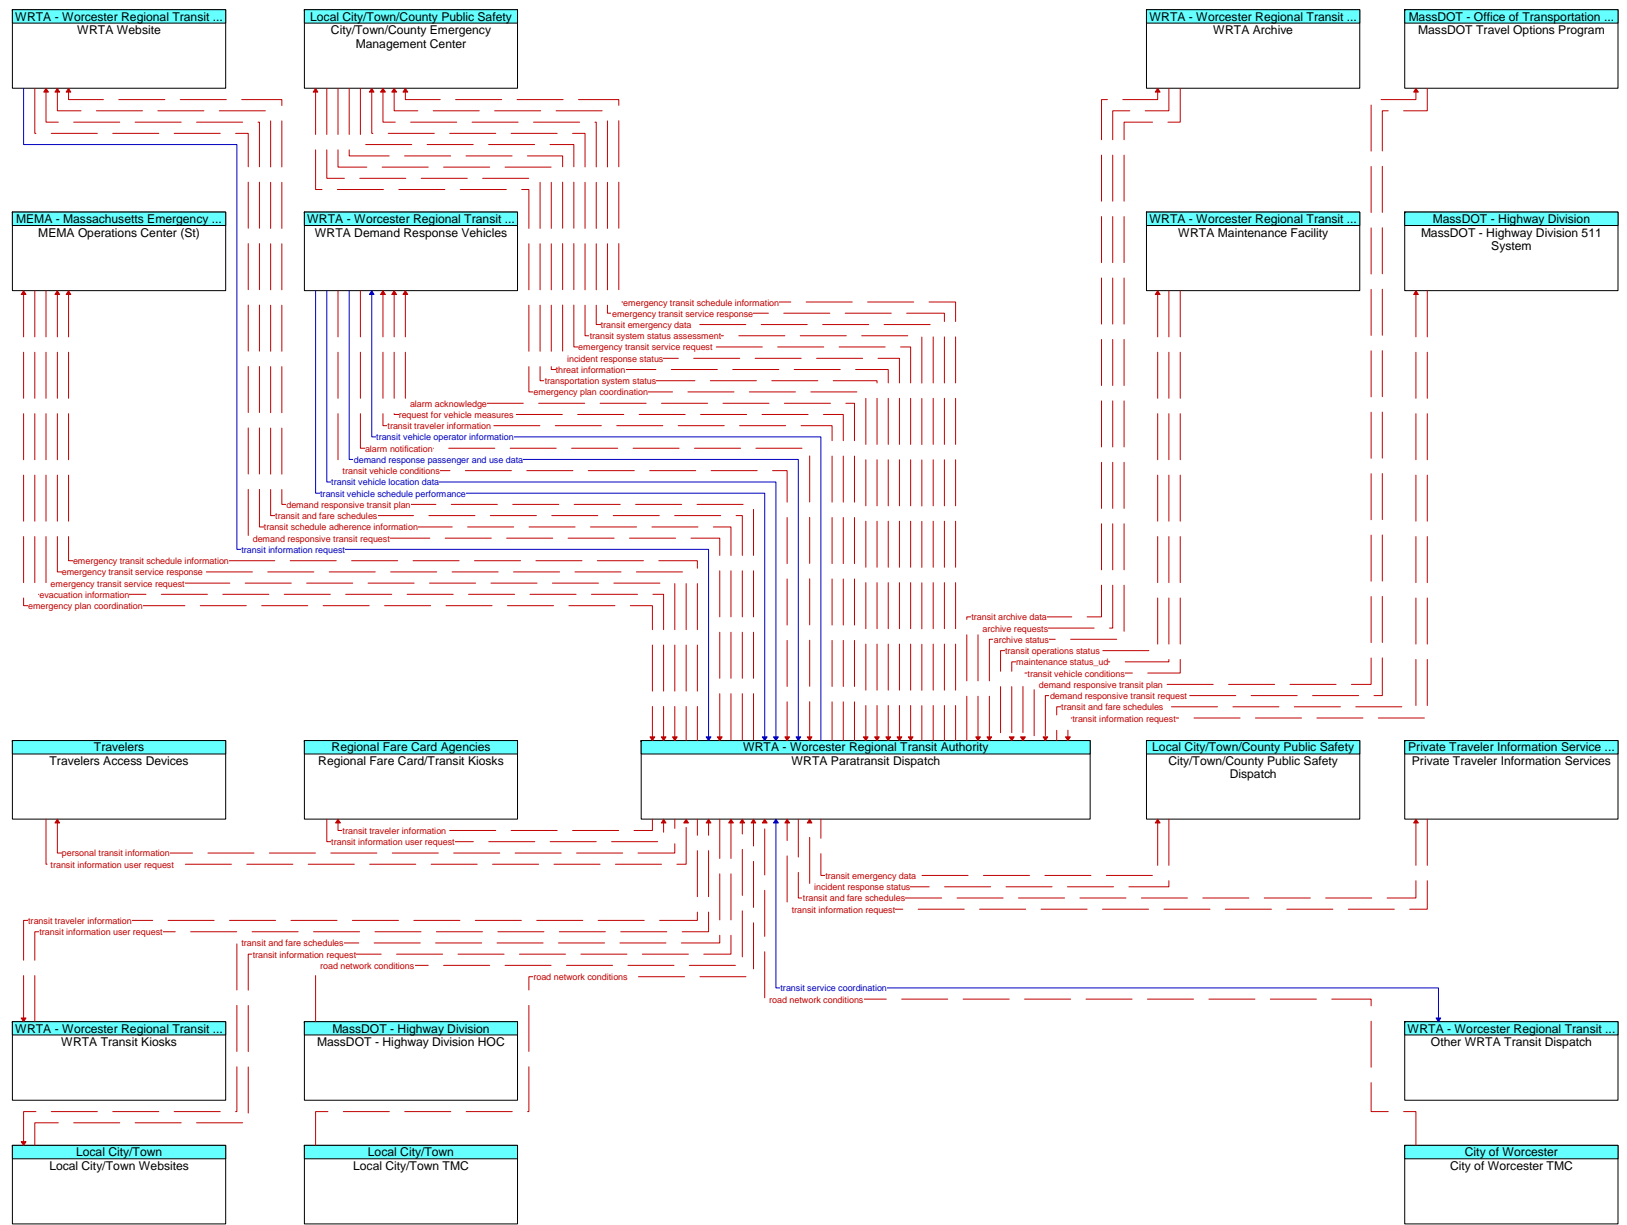 WRTA - Worcester Regional Transit ...
WRTA Website
Local City/Town/County Public Safety
City/Town/County Emergency
Management Center
WRTA - Worcester Regional Transit ...
WRTA Archive
MassDOT - Office of Transportation ...
MassDOT Travel Options Program
MEMA - Massachusetts Emergency ...
MEMA Operations Center (St)
WRTA - Worcester Regional Transit ...
WRTA Demand Response Vehicles
WRTA - Worcester Regional Transit ...
WRTA Maintenance Facility
MassDOT - Highway Division
MassDOT - Highway Division 511
System
emergency transit schedule information
emergency transit service response
transit emergency data
transit system status assessment
emergency transit service request
incident response status
threat information
transportation system status
emergency plan coordination
alarm acknowledge
request for vehicle measures
transit traveler information
transit vehicle operator information
alarm notification
demand response passenger and use data
transit vehicle conditions
transit vehicle location data
transit vehicle schedule performance
demand responsive transit plan
transit and fare schedules
transit schedule adherence information
demand responsive transit request
transit information request
emergency transit schedule information
emergency transit service response
emergency transit service request
evacuation information
emergency plan coordination
transit archive data
archive requests
archive status
transit operations status
maintenance status_ud
transit vehicle conditions
demand responsive transit plan
demand responsive transit request
transit and fare schedules
transit information request
Travelers
Travelers Access Devices
Regional Fare Card Agencies
Regional Fare Card/Transit Kiosks
WRTA - Worcester Regional Transit Authority
WRTA Paratransit Dispatch
Local City/Town/County Public Safety
City/Town/County Public Safety
Dispatch
Private Traveler Information Service ...
Private Traveler Information Services
transit traveler information
transit information user request
personal transit information
transit information user request
transit emergency data
incident response status
transit and fare schedules
transit information request
transit traveler information
transit information user request
transit and fare schedules
transit information request
road network conditions
road network conditions
transit service coordination
road network conditions
WRTA - Worcester Regional Transit ...
WRTA Transit Kiosks
MassDOT - Highway Division
MassDOT - Highway Division HOC
WRTA - Worcester Regional Transit ...
Other WRTA Transit Dispatch
Local City/Town
Local City/Town Websites
Local City/Town
Local City/Town TMC
City of Worcester
City of Worcester TMC